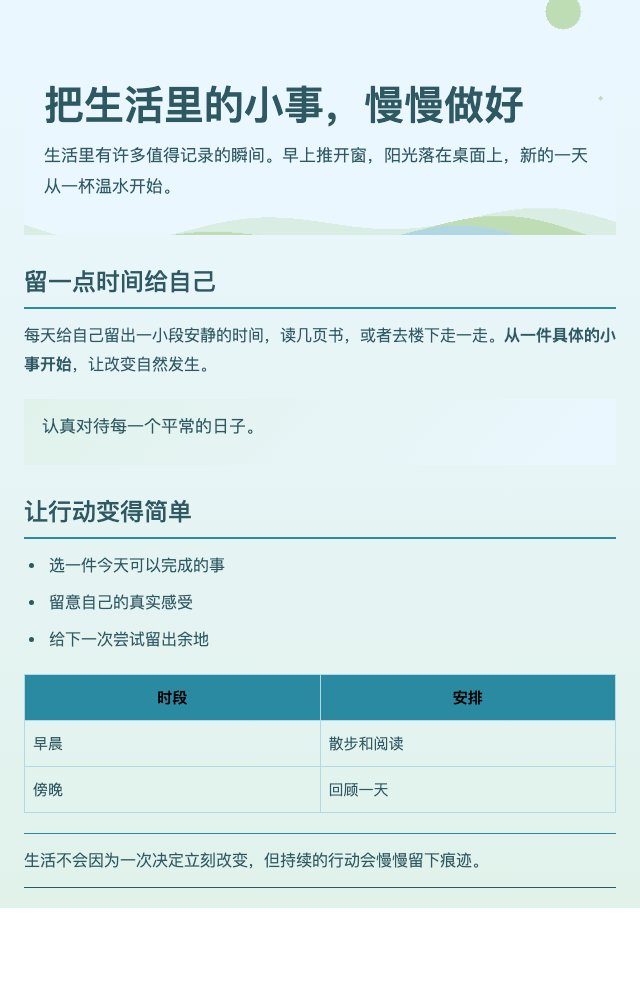 把生活里的小事，慢慢做好
生活里有许多值得记录的瞬间。早上推开窗，阳光落在桌面上，新的一天
从一杯温水开始。
留一点时间给自己
每天给自己留出一小段安静的时间，读几页书，或者去楼下走一走。从一件具体的小
事开始，让改变自然发生。
认真对待每一个平常的日子。
让行动变得简单
• 选一件今天可以完成的事
• 留意自己的真实感受
• 给下一次尝试留出余地
时段 安排
早晨 散步和阅读
傍晚 回顾一天
生活不会因为一次决定立刻改变，但持续的行动会慢慢留下痕迹。